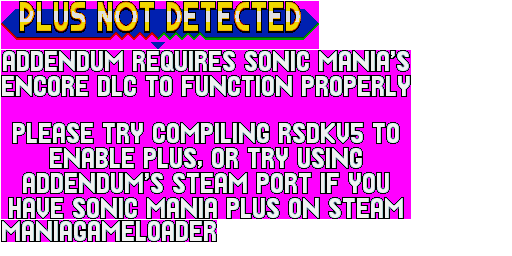 PLUS NOT DETECTED
ADDENDUM REQUIRES SONIC MANIA'S
ENCORE DLC TO FUNCTION PROPERLY
PLEASE TRY COMPILING RSDKV5 TO
ENABLE PLUS, OR TRY USING
ADDENDUM'S STEAM PORT IF YOU
HAVE SONIC MANIA PLUS ON STEAM
MANIAGAMELOADER